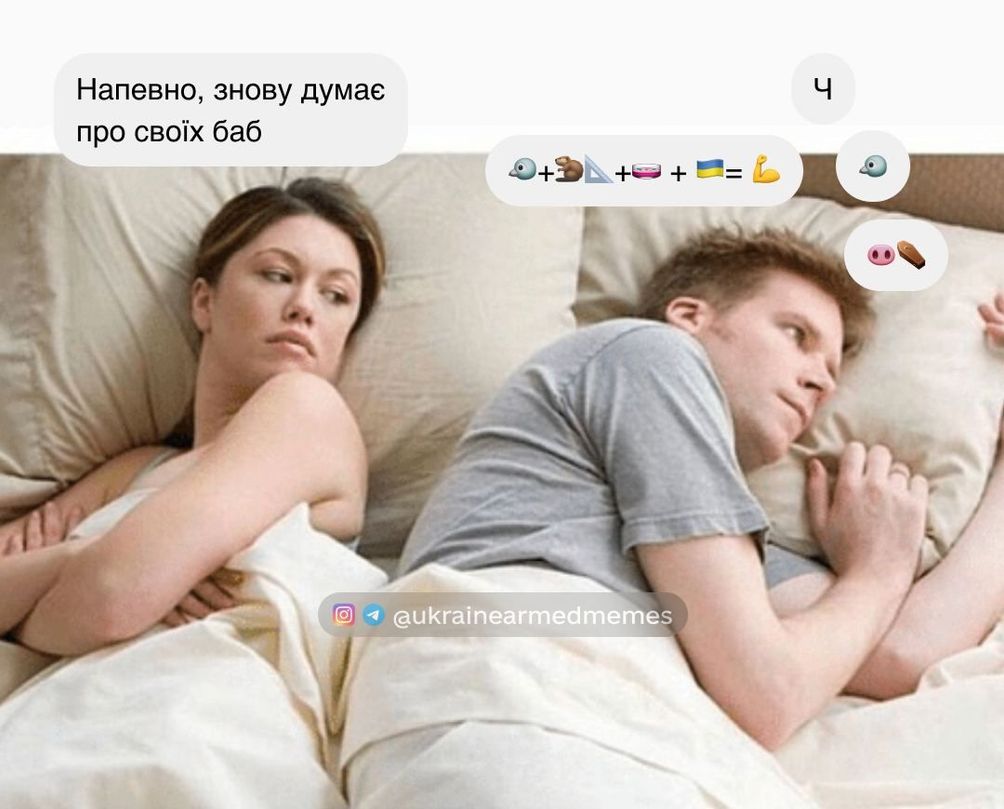 Напевно, знову думає
про своїх баб
Ч
🐦+🦫📐+🥁 + 🇺🇦= 💪
🐦
🐽⚰️
@ukrainearmedmemes